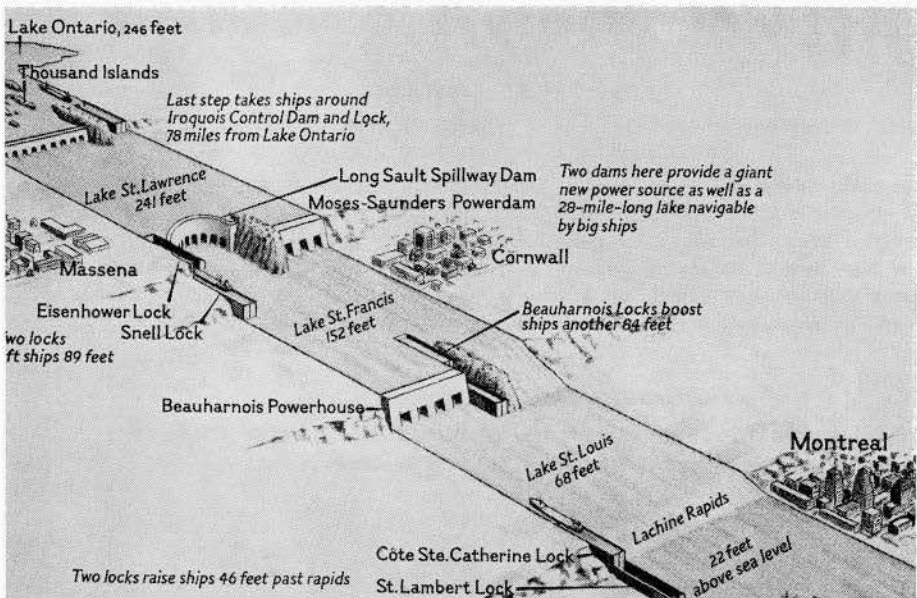 Lake Ontario, 246 feet
Thousand Islands
Last step takes ships around
Iroquois Control Dam and Lock,
78 miles from Lake Ontario
Lake St. Lawrence
241 feet
Long Sault Spillway Dam
Moses-Saunders Powerdam
Two dams here provide a giant
new power source as well as a
28-mile-long lake navigable
by big ships
Massena
Cornwall
Eisenhower Lock
Snell Lock
wo locks
ft ships 89 feet
Lake St. Francis
152 feet
Beauharnois Locks boost
ships another 84 feet
Beauharnois Powerhouse
Lake St. Louis
68 feet
Montreal
Lachine Rapids
22 feet
above sea level
Côte Ste. Catherine Lock
St. Lambert Lock
Two locks raise ships 46 feet past rapids